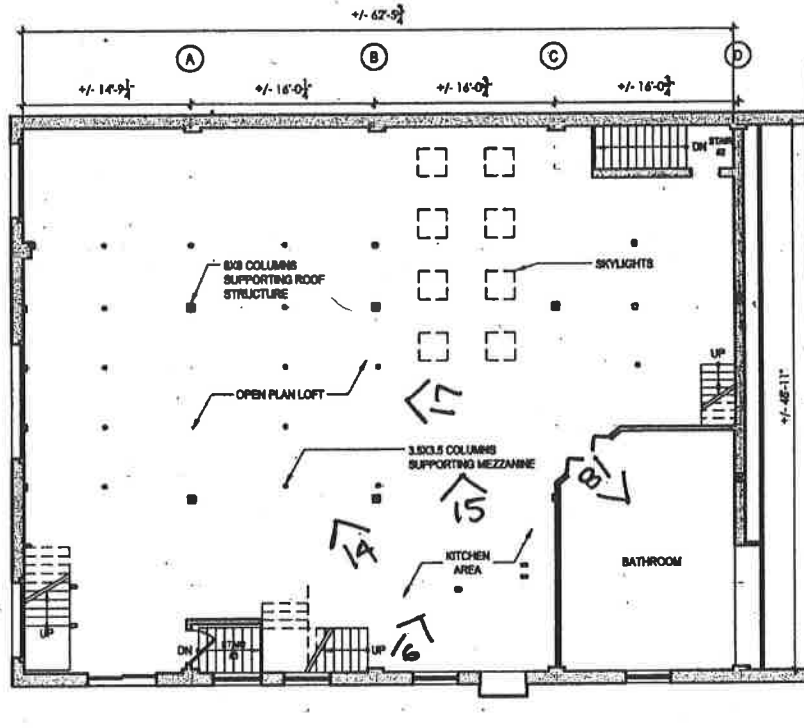 +/- 62'-5¾"
A
B
C
D
+/- 14'-9¼"
+/- 16'-0¼"
+/- 16'-0¾"
+/- 16'-0¾"
DN
STAIR
#2
8X8 COLUMNS
SUPPORTING ROOF
STRUCTURE
SKYLIGHTS
UP
OPEN PLAN LOFT
17
3.5X3.5 COLUMNS
SUPPORTING MEZZANINE
+/- 48'-11"
18
15
14
KITCHEN
AREA
BATHROOM
UP
DN
STAIR
UP
16